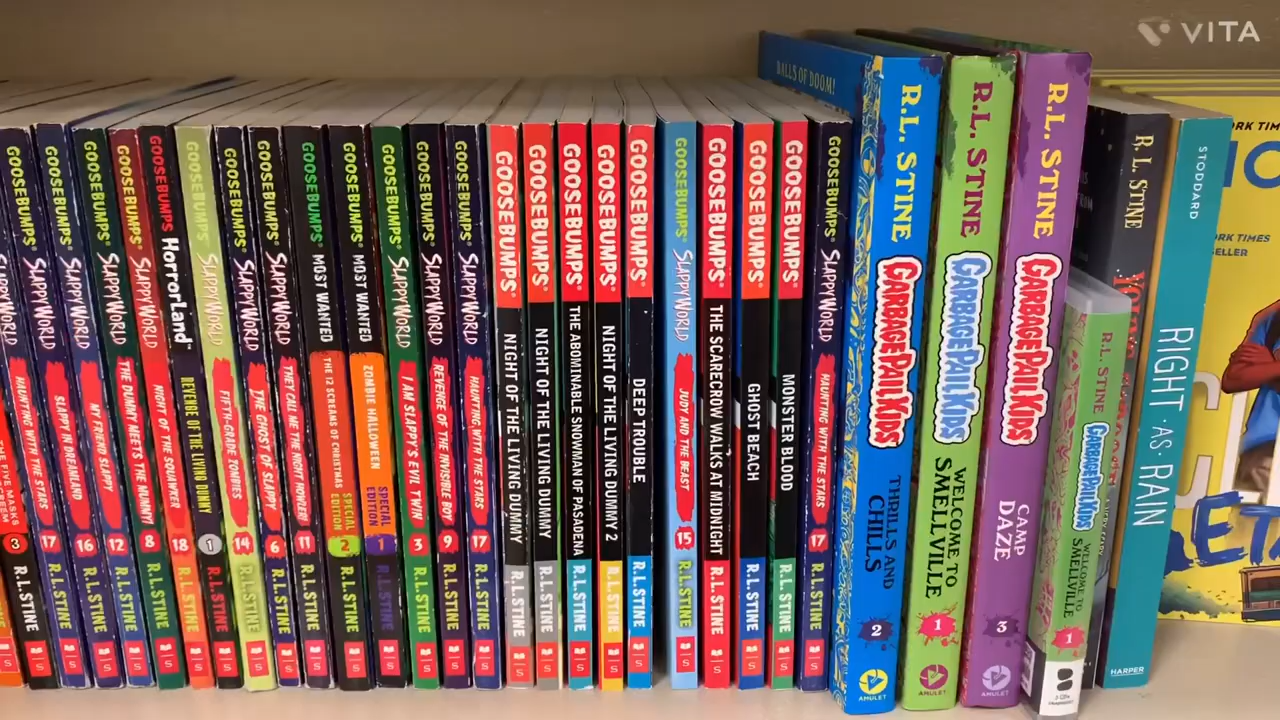 VITA
THE FIVE MASKS
3
GOOSEBUMPS SLAPPYWORLD HAUNTING WITH THE STARS 17 R.L. STINE
GOOSEBUMPS SLAPPYWORLD SLAPPY IN DREAMLAND 16 R.L. STINE
GOOSEBUMPS SLAPPYWORLD MY FRIEND SLAPPY 12 R.L. STINE
GOOSEBUMPS SLAPPYWORLD THE DUMMY MEETS THE MUMMY! 8 R.L. STINE
GOOSEBUMPS SLAPPYWORLD NIGHT OF THE SQUAWKER 18 R.L. STINE
GOOSEBUMPS HorrorLand REVENGE OF THE LIVING DUMMY 1 R.L. STINE
GOOSEBUMPS SLAPPYWORLD FIFTH-GRADE ZOMBIES 14 R.L. STINE
GOOSEBUMPS SLAPPYWORLD THE GHOST OF SLAPPY 6 R.L. STINE
GOOSEBUMPS SLAPPYWORLD THEY CALL ME THE NIGHT HOWLER! 11 R.L. STINE
GOOSEBUMPS MOST WANTED THE 12 SCREAMS OF CHRISTMAS SPECIAL EDITION 2 R.L. STINE
GOOSEBUMPS MOST WANTED ZOMBIE HALLOWEEN SPECIAL EDITION 1 R.L. STINE
GOOSEBUMPS SLAPPYWORLD I AM SLAPPY'S EVIL TWIN 3 R.L. STINE
GOOSEBUMPS SLAPPYWORLD REVENGE OF THE INVISIBLE BOY 9 R.L. STINE
GOOSEBUMPS SLAPPYWORLD HAUNTING WITH THE STARS 17 R.L. STINE
GOOSEBUMPS NIGHT OF THE LIVING DUMMY R.L. STINE
GOOSEBUMPS NIGHT OF THE LIVING DUMMY R.L. STINE
GOOSEBUMPS THE ABOMINABLE SNOWMAN OF PASADENA R.L. STINE
GOOSEBUMPS NIGHT OF THE LIVING DUMMY 2 R.L. STINE
GOOSEBUMPS DEEP TROUBLE R.L. STINE
GOOSEBUMPS SLAPPYWORLD JUDY AND THE BEAST 15 R.L. STINE
GOOSEBUMPS THE SCARECROW WALKS AT MIDNIGHT R.L. STINE
GOOSEBUMPS GHOST BEACH R.L. STINE
GOOSEBUMPS MONSTER BLOOD R.L. STINE
GOOSEBUMPS SLAPPYWORLD HAUNTING WITH THE STARS 17 R.L. STINE
BALLS OF DOOM!
R.L. STINE GARBAGE PAIL KIDS THRILLS AND CHILLS 2 AMULET
R.L. STINE GARBAGE PAIL KIDS WELCOME TO SMELLVILLE 1 AMULET
R.L. STINE GARBAGE PAIL KIDS CAMP DAZE 3 AMULET
R.L. STINE GARBAGE PAIL KIDS WELCOME TO SMELLVILLE 1
R. L. STINE
STODDARD RIGHT AS RAIN HARPER
ORK TIMES